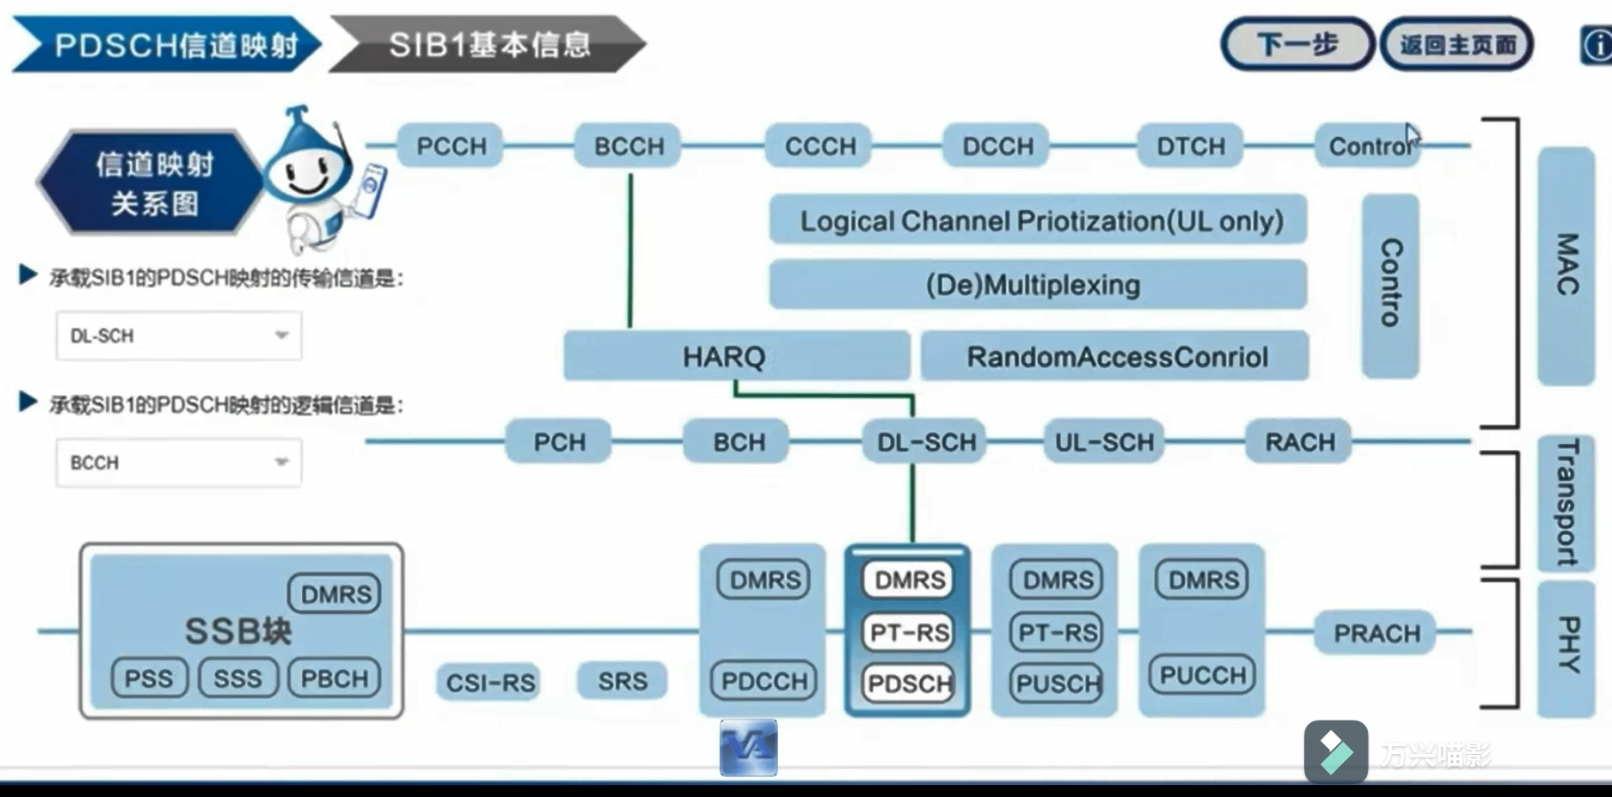 PDSCH信道映射
SIB1基本信息
下一步
返回主页面
信道映射
关系图
承载SIB1的PDSCH映射的传输信道是:
DL-SCH
承载SIB1的PDSCH映射的逻辑信道是:
BCCH
PCCH
BCCH
CCCH
DCCH
DTCH
Control
Logical Channel Priotization(UL only)
(De)Multiplexing
HARQ
RandomAccessConriol
Contro
MAC
PCH
BCH
DL-SCH
UL-SCH
RACH
Transport
DMRS
SSB块
PSS
SSS
PBCH
CSI-RS
SRS
DMRS
PDCCH
DMRS
PT-RS
PDSCH
DMRS
PT-RS
PUSCH
DMRS
PUCCH
PRACH
PHY
VA
万兴喵影